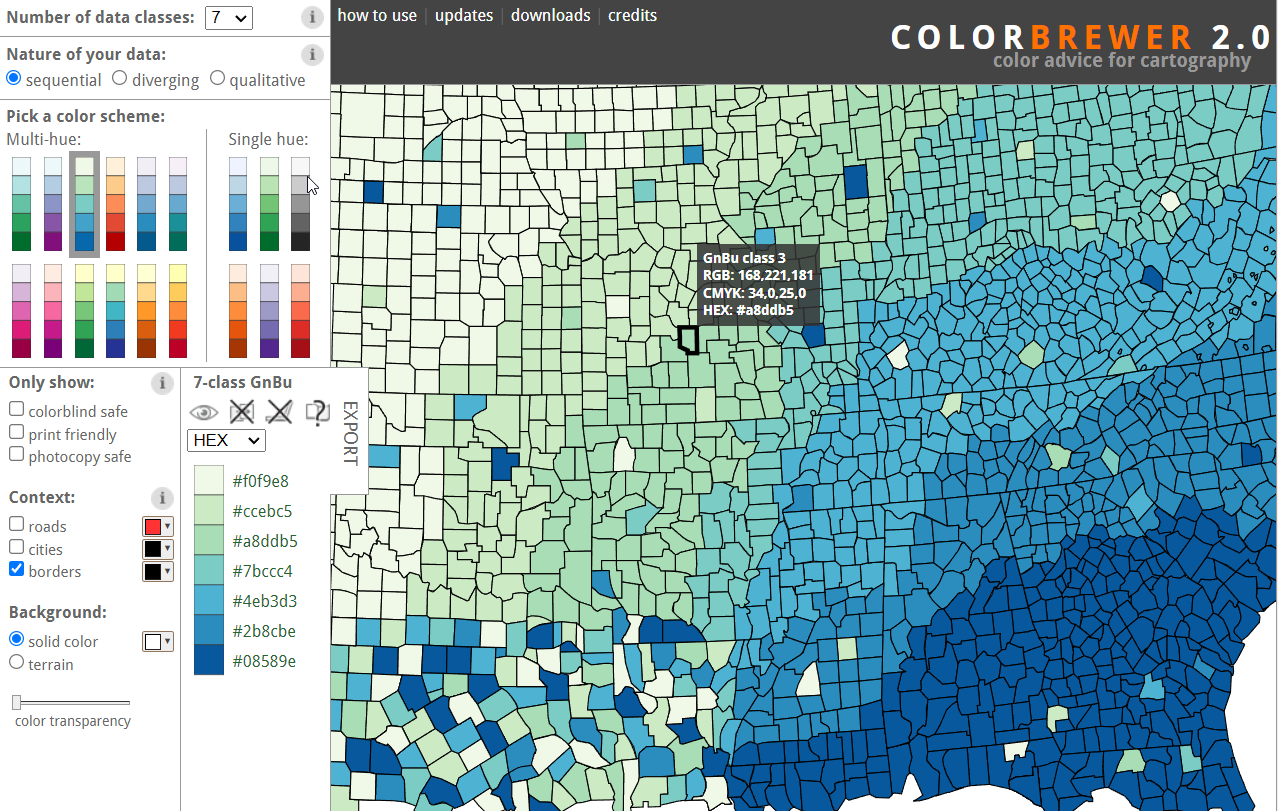 Number of data classes: 7 i
how to use | updates | downloads | credits
COLORBREWER 2.0
color advice for cartography
Nature of your data: i
sequential diverging qualitative
Pick a color scheme:
Multi-hue: Single hue:
GnBu class 3
RGB: 168,221,181
CMYK: 34,0,25,0
HEX: #a8ddb5
Only show: i
colorblind safe
print friendly
photocopy safe
Context: i
roads
cities
borders
Background:
solid color
terrain
color transparency
7-class GnBu
?
HEX
EXPORT
#f0f9e8
#ccebc5
#a8ddb5
#7bccc4
#4eb3d3
#2b8cbe
#08589e